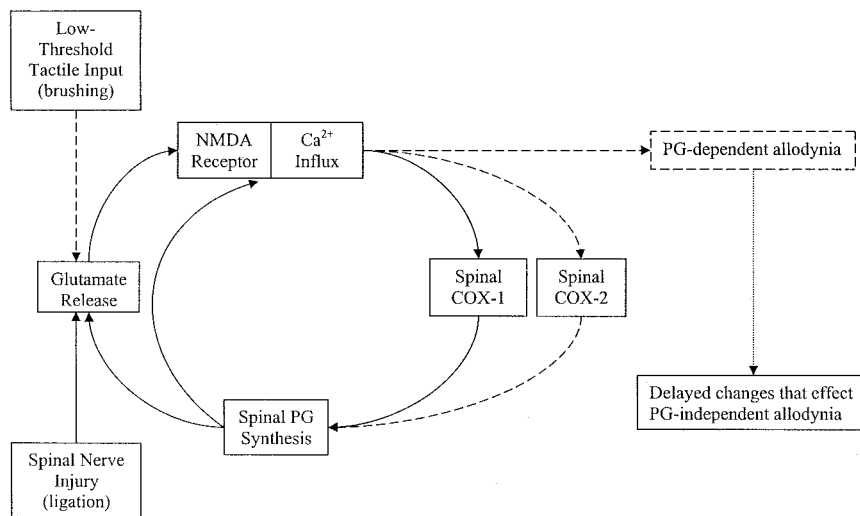 Low-
Threshold
Tactile Input
(brushing)
NMDA
Receptor
Ca²⁺
Influx
PG-dependent allodynia
Glutamate
Release
Spinal
COX-1
Spinal
COX-2
Spinal PG
Synthesis
Delayed changes that effect
PG-independent allodynia
Spinal Nerve
Injury
(ligation)